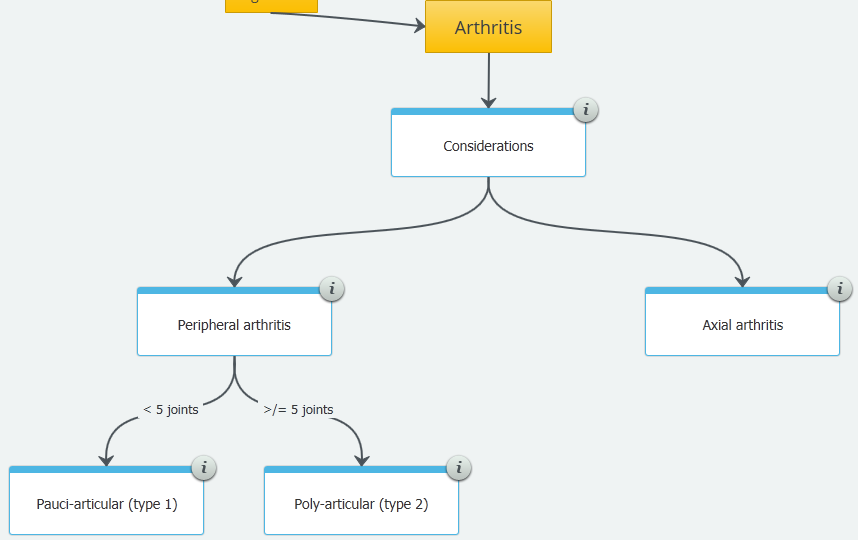 Arthritis
Considerations
Peripheral arthritis
Axial arthritis
< 5 joints
>/= 5 joints
Pauci-articular (type 1)
Poly-articular (type 2)
i
i
i
i
i